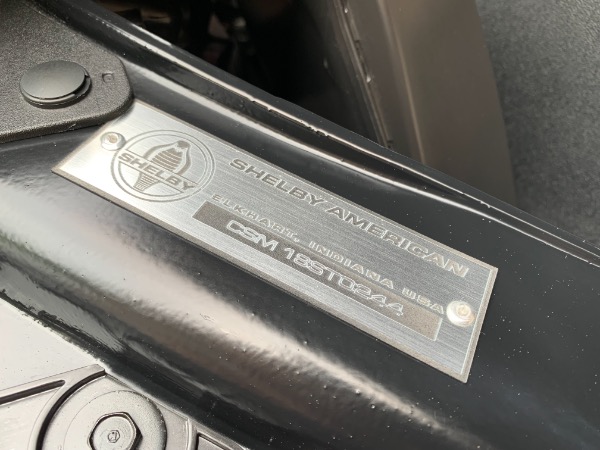 SHELBY
SHELBY AMERICAN
ELKHART, INDIANA USA
CSM 18ST0244